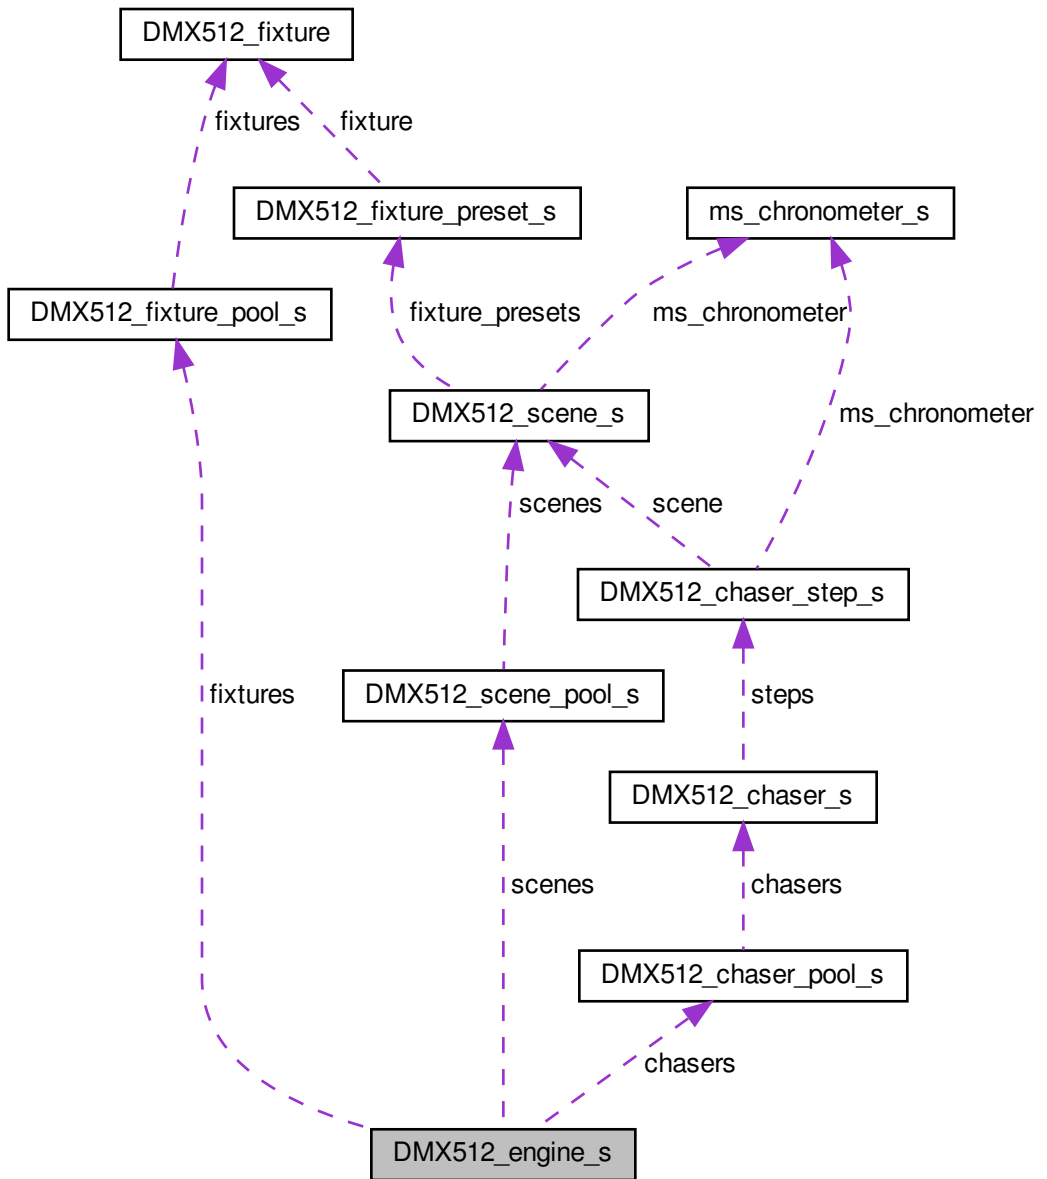 DMX512_fixture
fixtures
fixture
DMX512_fixture_preset_s
ms_chronometer_s
DMX512_fixture_pool_s
fixture_presets
ms_chronometer
DMX512_scene_s
ms_chronometer
scenes
scene
DMX512_chaser_step_s
fixtures
DMX512_scene_pool_s
steps
DMX512_chaser_s
scenes
chasers
DMX512_chaser_pool_s
chasers
DMX512_engine_s